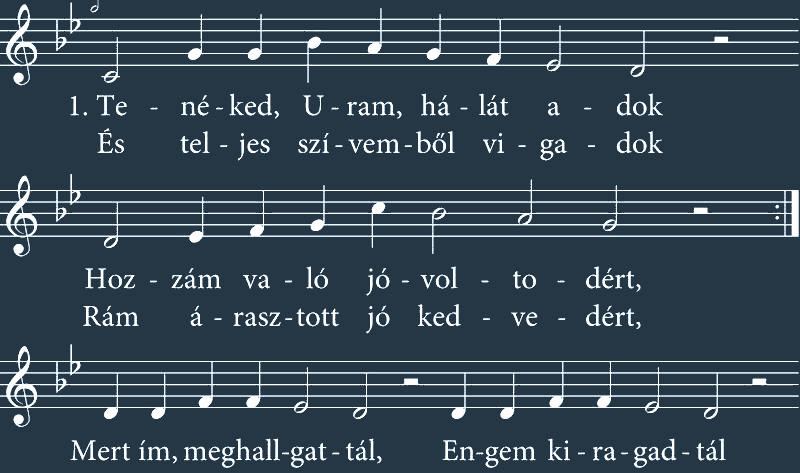 1. Te - né - ked, U - ram, há - lát a - dok
És tel - jes szí - vem - ből vi - ga - dok
Hoz - zám va - ló jó - vol - to - dért,
Rám á - rasz - tott jó ked - ve - dért,
Mert ím, meghall-gat - tál, En-gem ki - ra - gad - tál